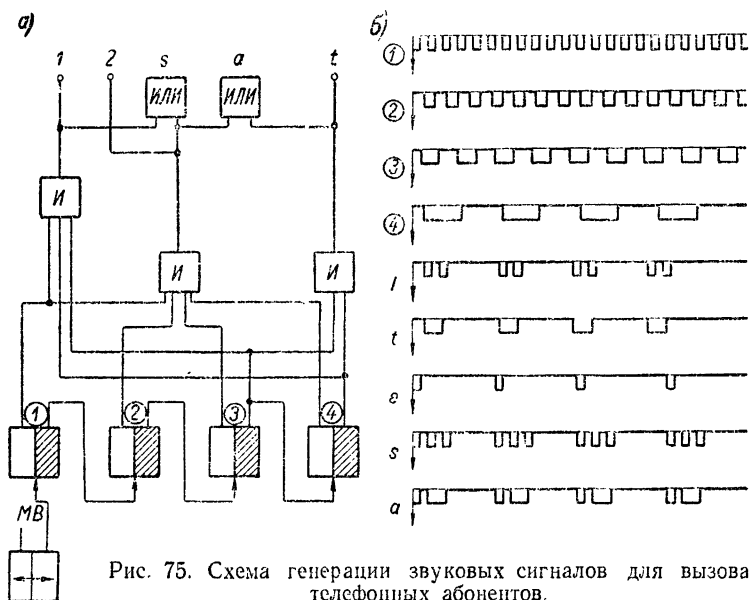 а)
1 2 s a t
ИЛИ ИЛИ
И
И И
① ② ③ ④
МВ
б)
①
②
③
④
I
t
ε
s
a
Рис. 75. Схема генерации звуковых сигналов для вызова
телефонных абонентов.